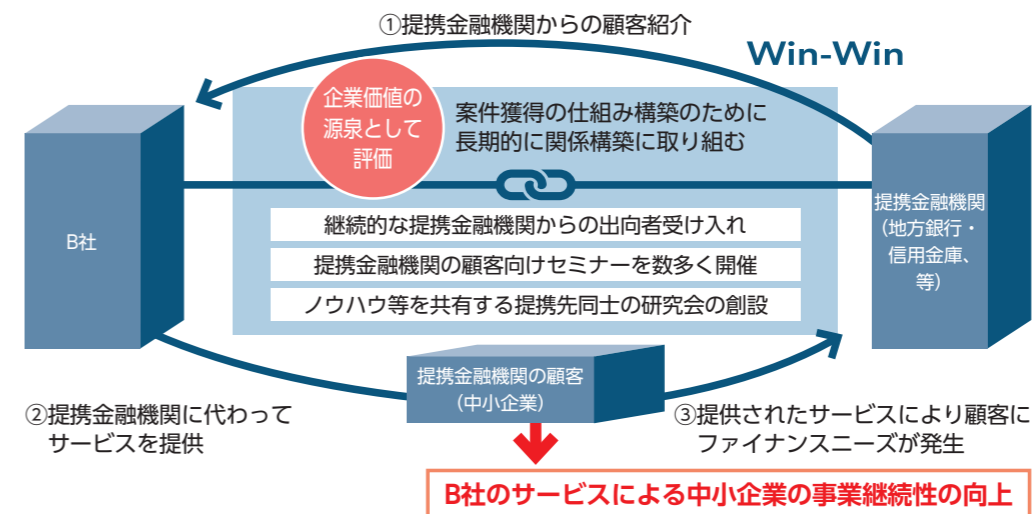 ①提携金融機関からの顧客紹介
Win-Win
企業価値の
源泉として
評価
案件獲得の仕組み構築のために
長期的に関係構築に取り組む
B社
提携金融機関
(地方銀行・
信用金庫、
等)
継続的な提携金融機関からの出向者受け入れ
提携金融機関の顧客向けセミナーを数多く開催
ノウハウ等を共有する提携先同士の研究会の創設
提携金融機関の顧客
(中小企業)
②提携金融機関に代わって
サービスを提供
③提供されたサービスにより顧客に
ファイナンスニーズが発生
B社のサービスによる中小企業の事業継続性の向上